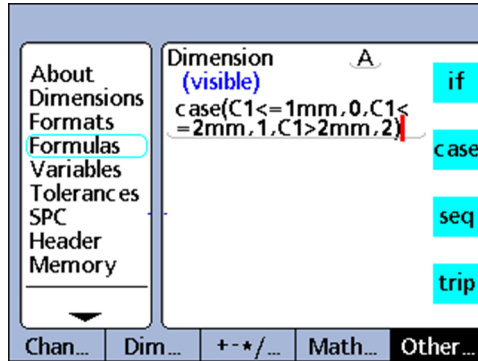 About
Dimensions
Formats
Formulas
Variables
Tolerances
SPC
Header
Memory
Dimension A
(visible)
case(C1<=1mm,0,C1<
=2mm,1,C1>2mm,2)
if
case
seq
trip
Chan...
Dim...
+-*/...
Math...
Other...